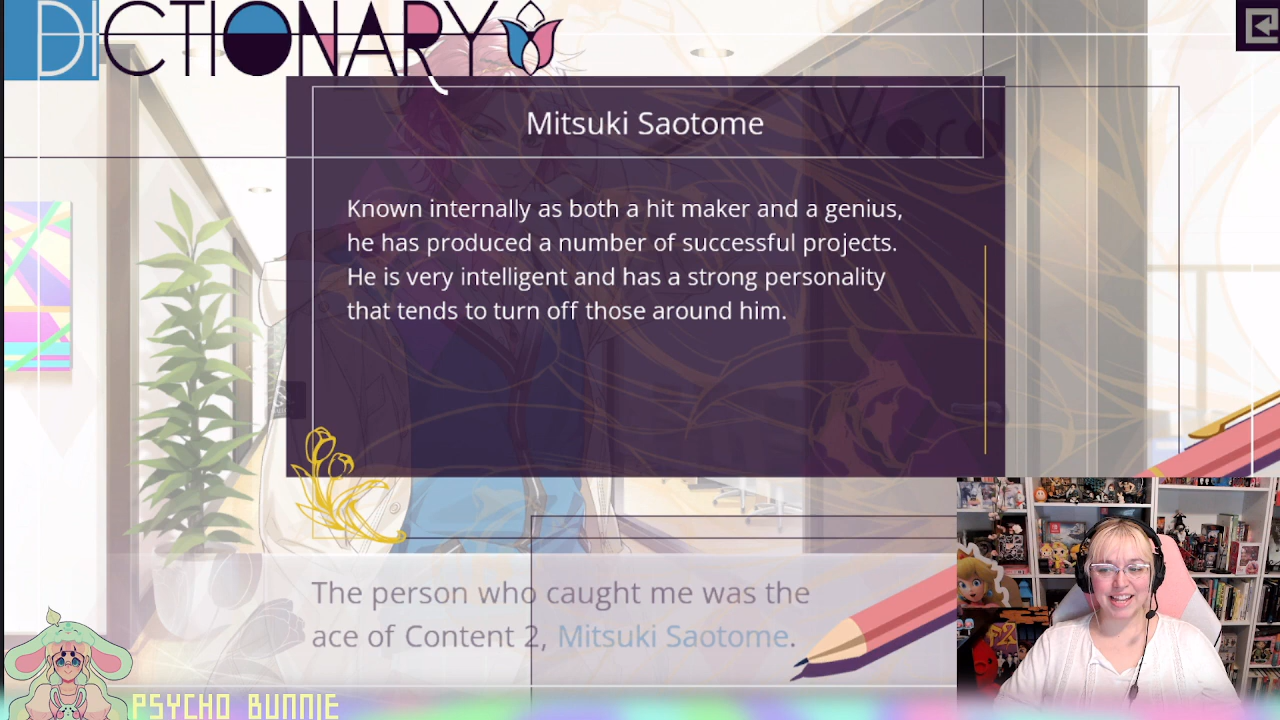 DICTIONARY
Word
Mitsuki Saotome
Known internally as both a hit maker and a genius,
he has produced a number of successful projects.
He is very intelligent and has a strong personality
that tends to turn off those around him.
The person who caught me was the
ace of Content 2, Mitsuki Saotome.
PSYCHO BUNNIE